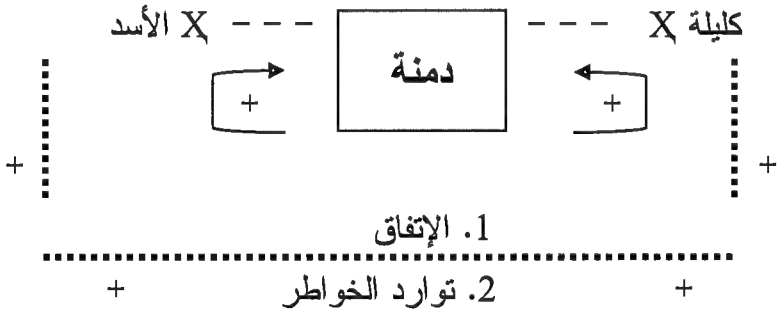 كليلة X - - - - - - X الأسد
دمنة
+ +
+ +
1. الإتفاق
2. توارد الخواطر
+ +